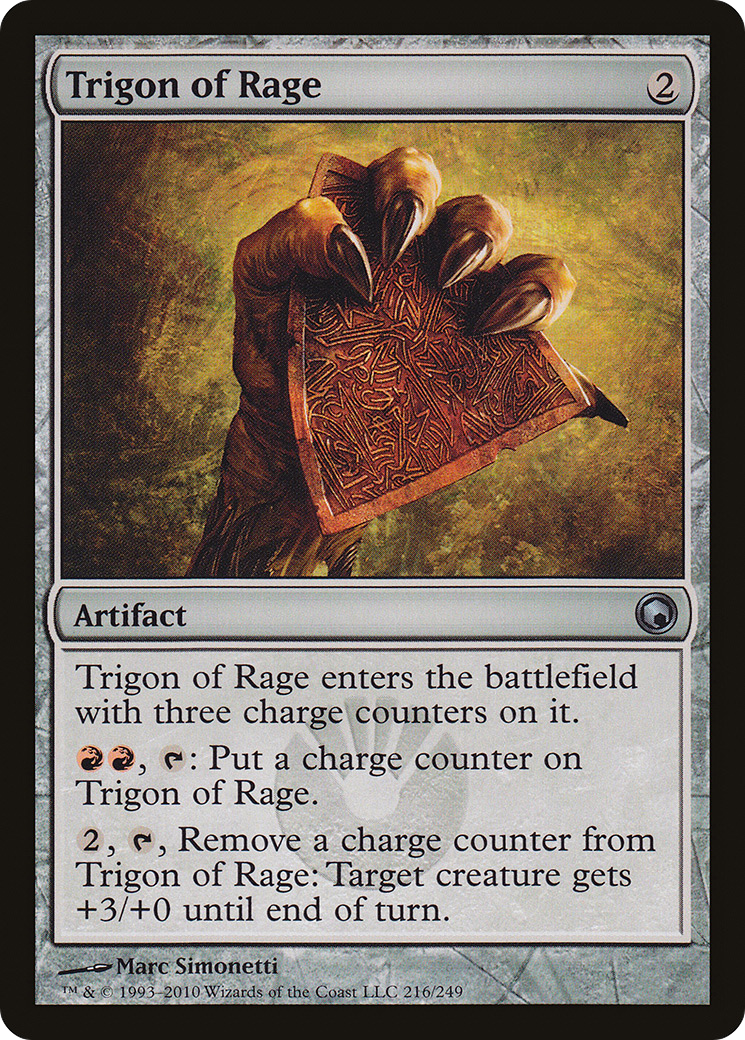 Trigon of Rage
2
Artifact
Trigon of Rage enters the battlefield
with three charge counters on it.
, : Put a charge counter on
Trigon of Rage.
2, , Remove a charge counter from
Trigon of Rage: Target creature gets
+3/+0 until end of turn.
Marc Simonetti
™ & © 1993–2010 Wizards of the Coast LLC 216/249